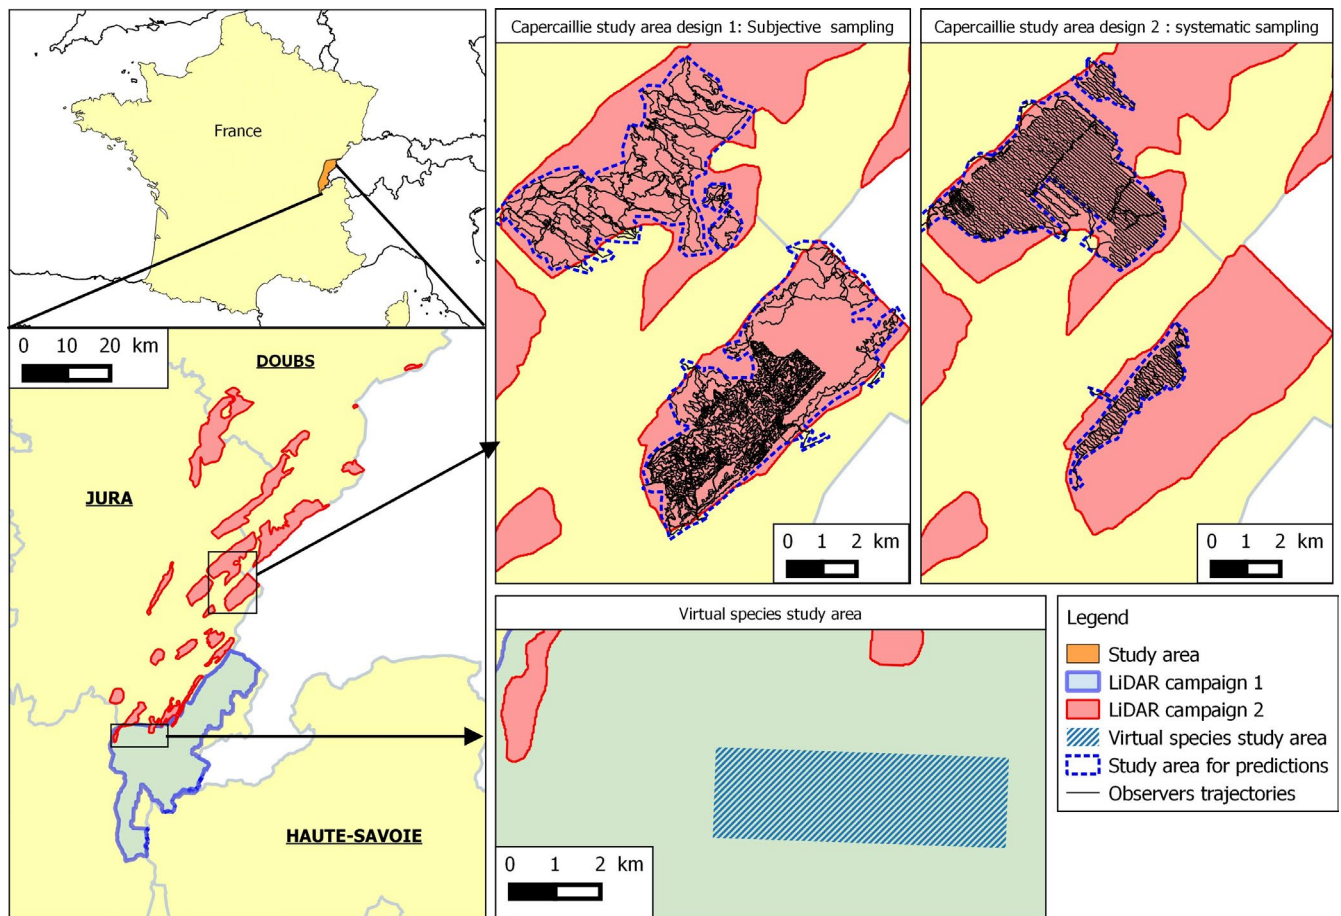 France
0 10 20 km
DOUBS
JURA
HAUTE-SAVOIE
Capercaillie study area design 1: Subjective sampling
0 1 2 km
Capercaillie study area design 2 : systematic sampling
0 1 2 km
Virtual species study area
0 1 2 km
Legend
Study area
LiDAR campaign 1
LiDAR campaign 2
Virtual species study area
Study area for predictions
Observers trajectories